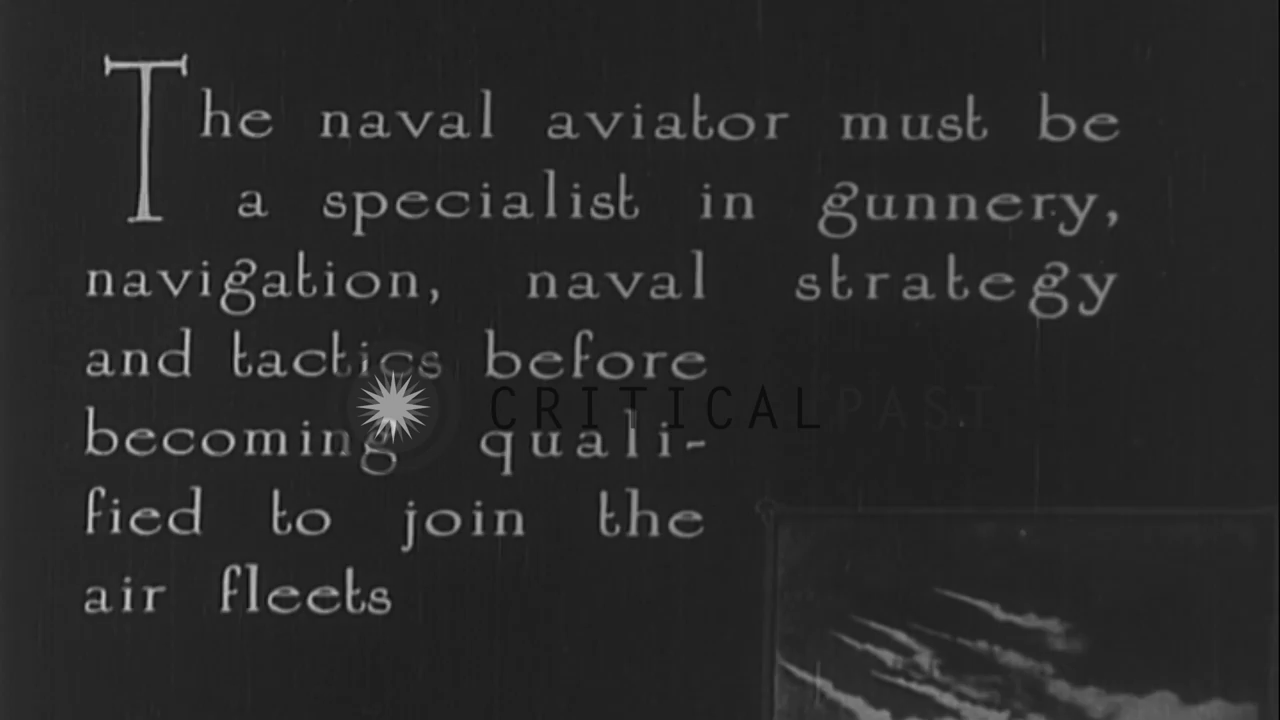 The naval aviator must be
a specialist in gunnery,
navigation, naval strategy
and tactics before
becoming quali-
fied to join the
air fleets
CRITICALPAST